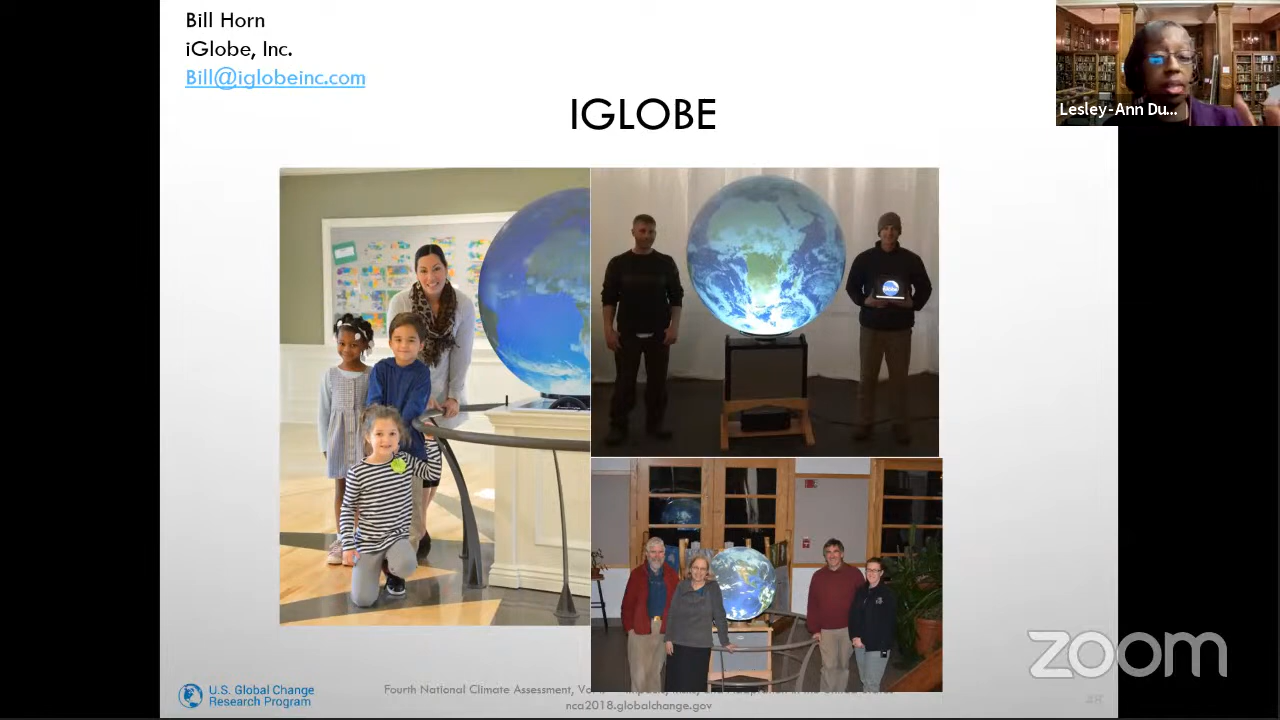 Bill Horn
iGlobe, Inc.
Bill@iglobeinc.com
IGLOBE
Lesley-Ann Du...
iGlobe
U.S. Global Change
Research Program
Fourth National Climate Assessment,
nca2018.globalchange.gov
zoom